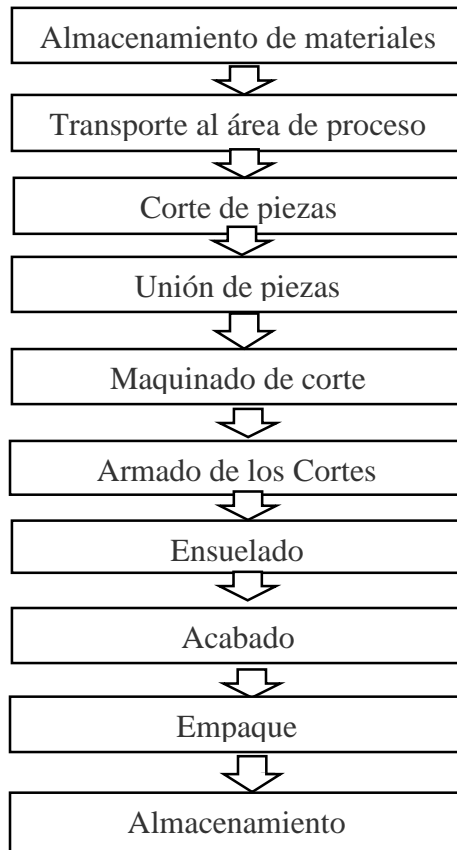 Almacenamiento de materiales
Transporte al área de proceso
Corte de piezas
Unión de piezas
Maquinado de corte
Armado de los Cortes
Ensuelado
Acabado
Empaque
Almacenamiento